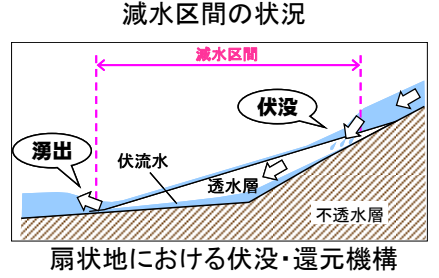 減水区間の状況
減水区間
伏没
湧出
伏流水
透水層
不透水層
扇状地における伏没・還元機構